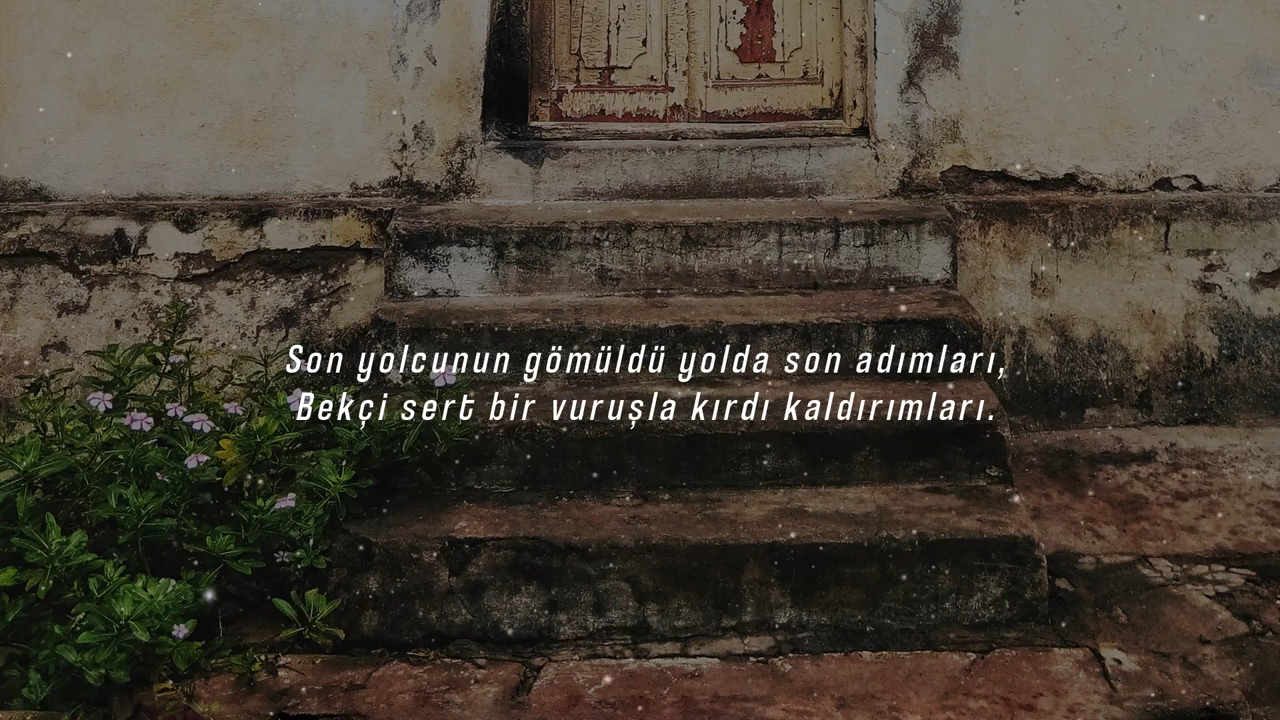 Son yolcunun gömüldü yolda son adımları,
Bekçi sert bir vuruşla kırdı kaldırımları.